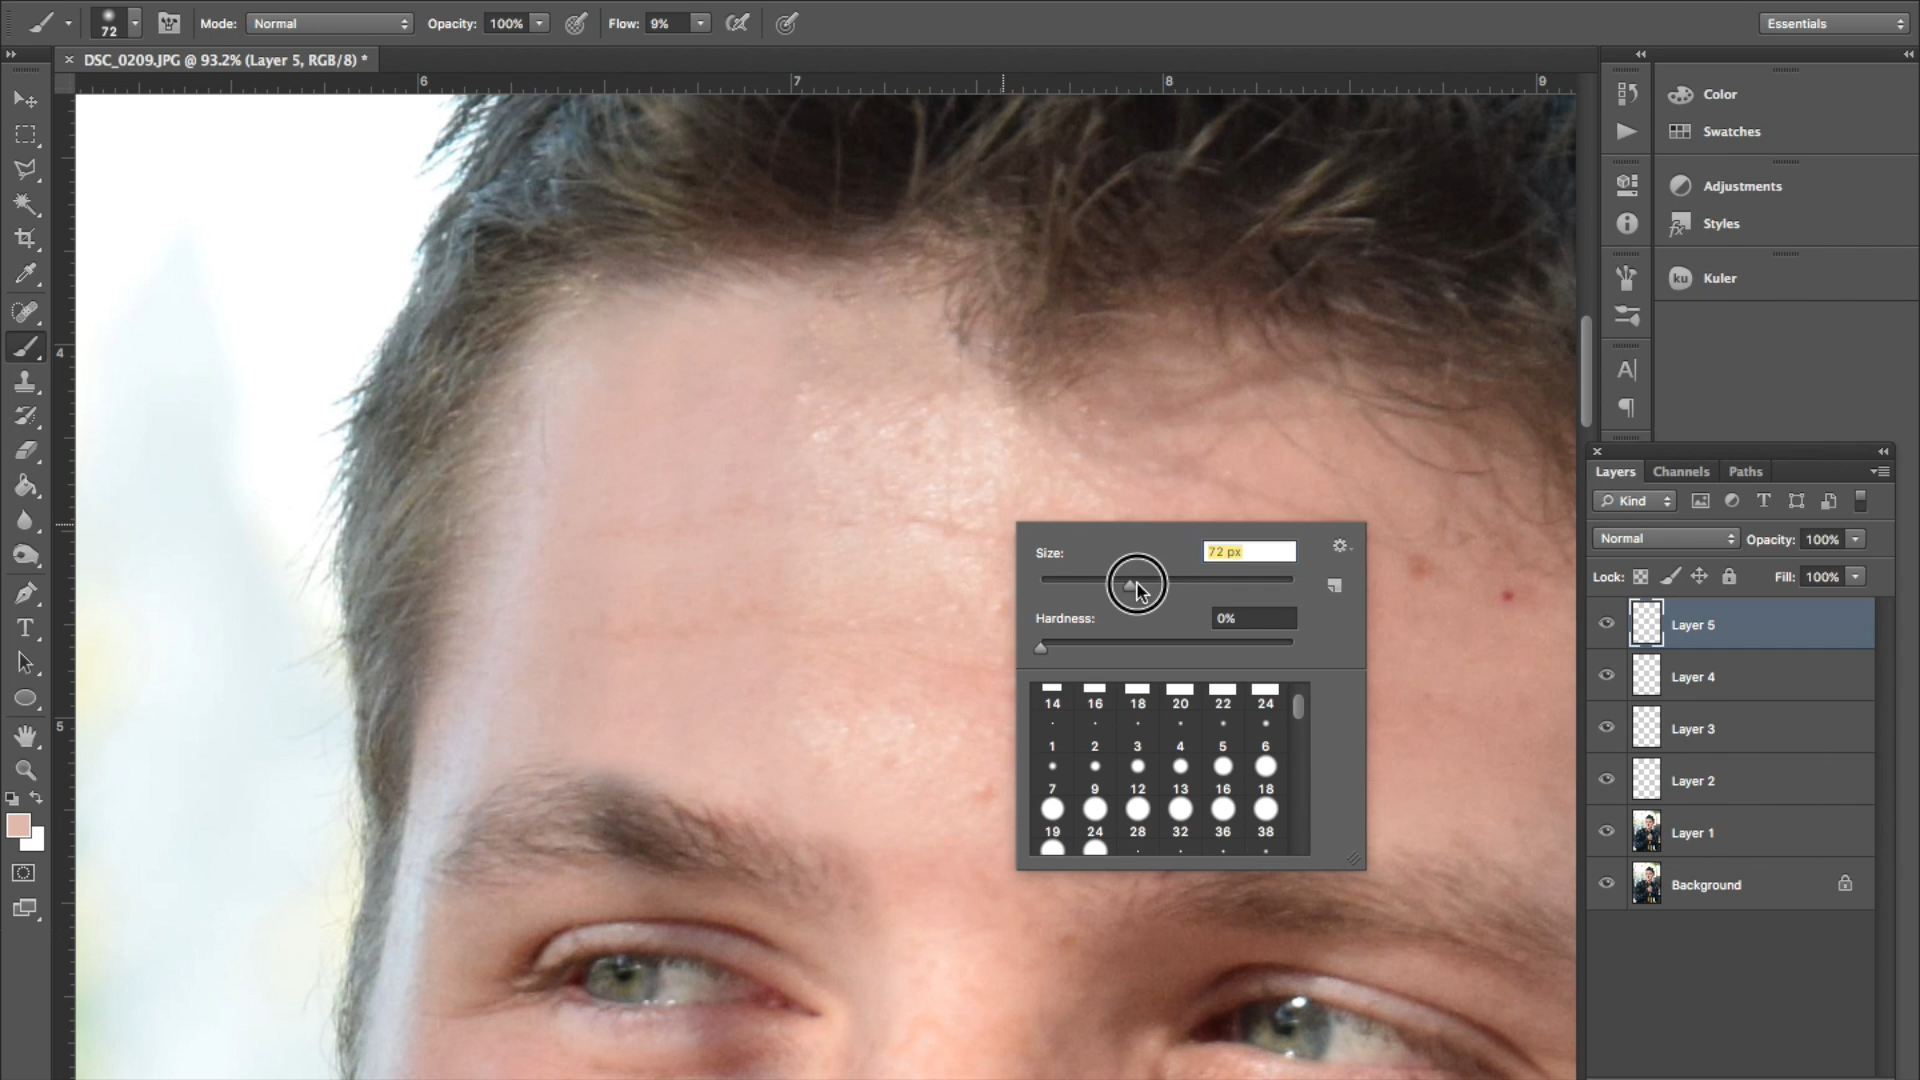 72 Mode: Normal Opacity: 100% Flow: 9% Essentials
× DSC_0209.JPG @ 93.2% (Layer 5, RGB/8) *
6 7 8 9
4
5
Color
Swatches
Adjustments
Styles
ku Kuler
Size: 72 px
Hardness: 0%
14 16 18 20 22 24
1 2 3 4 5 6
7 9 12 13 16 18
19 24 28 32 36 38
Layers Channels Paths
Kind
Normal Opacity: 100%
Lock: Fill: 100%
Layer 5
Layer 4
Layer 3
Layer 2
Layer 1
Background